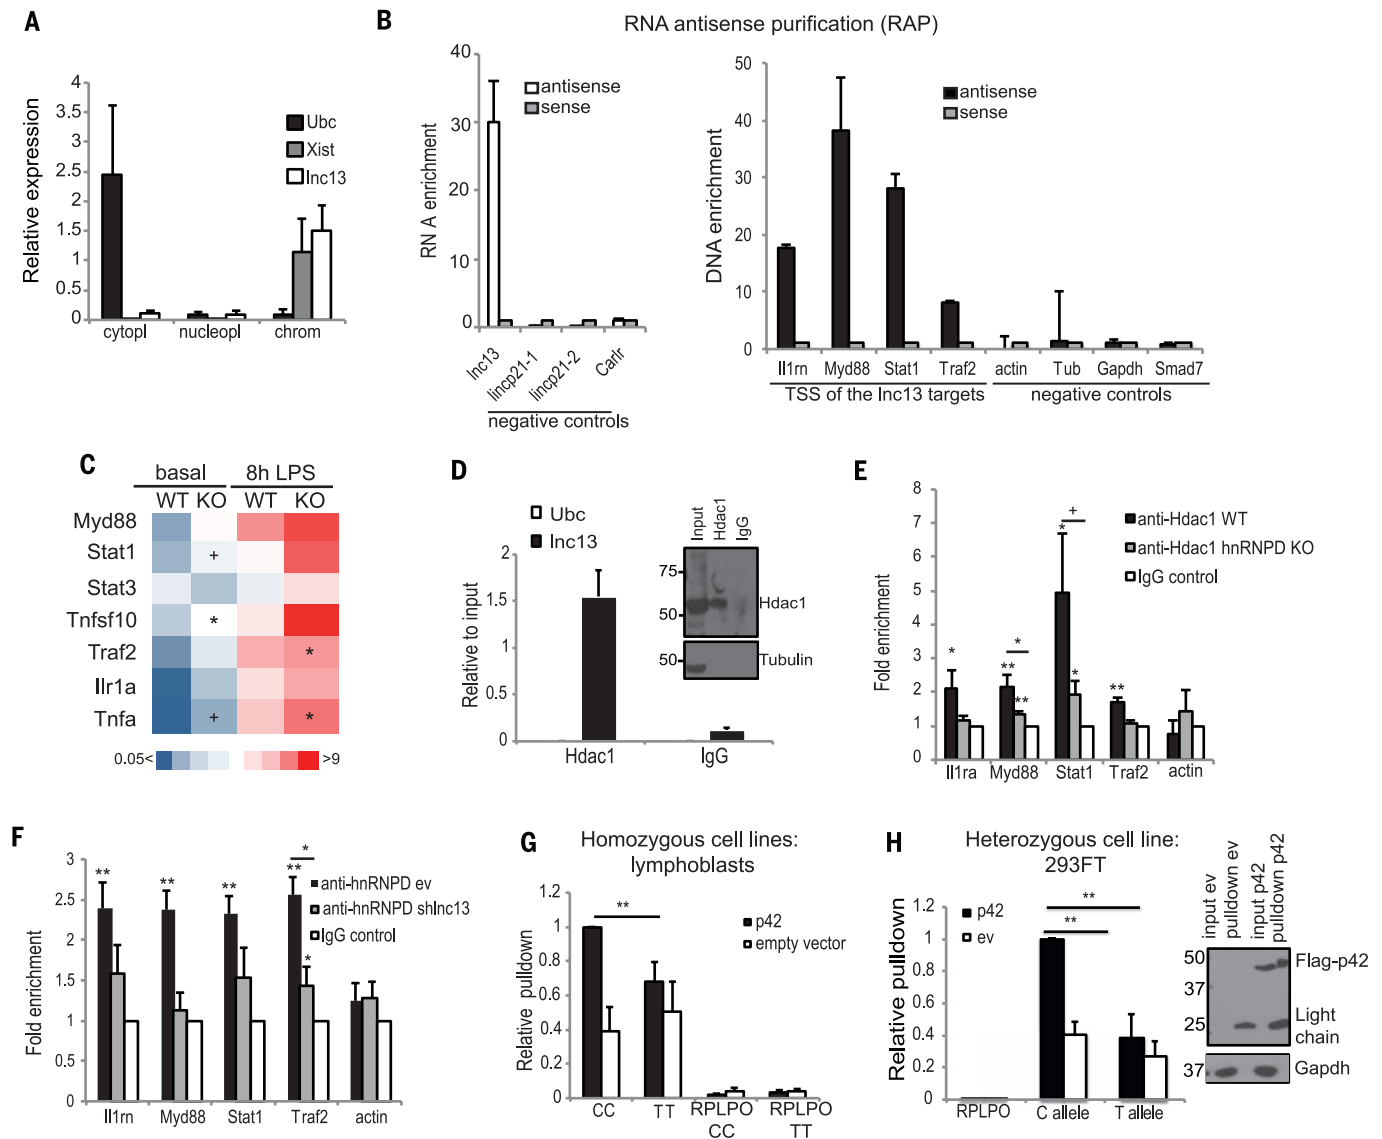 A
Relative expression
4
3.5
3
2.5
2
1.5
1
0.5
0
Ubc
Xist
lnc13
cytopl nucleopl chrom
B
RNA antisense purification (RAP)
RN A enrichment
40
30
20
10
0
antisense
sense
lnc13 lincp21-1 lincp21-2 Carlr
negative controls
DNA enrichment
50
40
30
20
10
0
antisense
sense
Il1rn Myd88 Stat1 Traf2 actin Tub Gapdh Smad7
TSS of the lnc13 targets negative controls
C
basal 8h LPS
WT KO WT KO
Myd88
Stat1 +
Stat3
Tnfsf10 *
Traf2 *
Ilr1a
Tnfa + *
0.05< >9
D
Ubc
lnc13
Relative to input
2
1.5
1
0.5
0
Hdac1 IgG
Input Hdac1 IgG
75
50
Hdac1
50
Tubulin
E
Fold enrichment
8
7
6
5
4
3
2
1
0
anti-Hdac1 WT
anti-Hdac1 hnRNPD KO
IgG control
+
*
* * ** ** * **
Il1ra Myd88 Stat1 Traf2 actin
F
Fold enrichment
3
2.5
2
1.5
1
0.5
0
*
** ** ** **
*
anti-hnRNPD ev
anti-hnRNPD shlnc13
IgG control
Il1rn Myd88 Stat1 Traf2 actin
G
Homozygous cell lines:
lymphoblasts
Relative pulldown
1.2
1
0.8
0.6
0.4
0.2
0
**
p42
empty vector
CC TT RPLPO RPLPO
CC TT
H
Heterozygous cell line:
293FT
Relative pulldown
1.2
1
0.8
0.6
0.4
0.2
0
p42
ev
**
**
RPLPO C allele T allele
input ev
pulldown ev
input p42
pulldown p42
50
37
25
Flag-p42
Light
chain
37
Gapdh